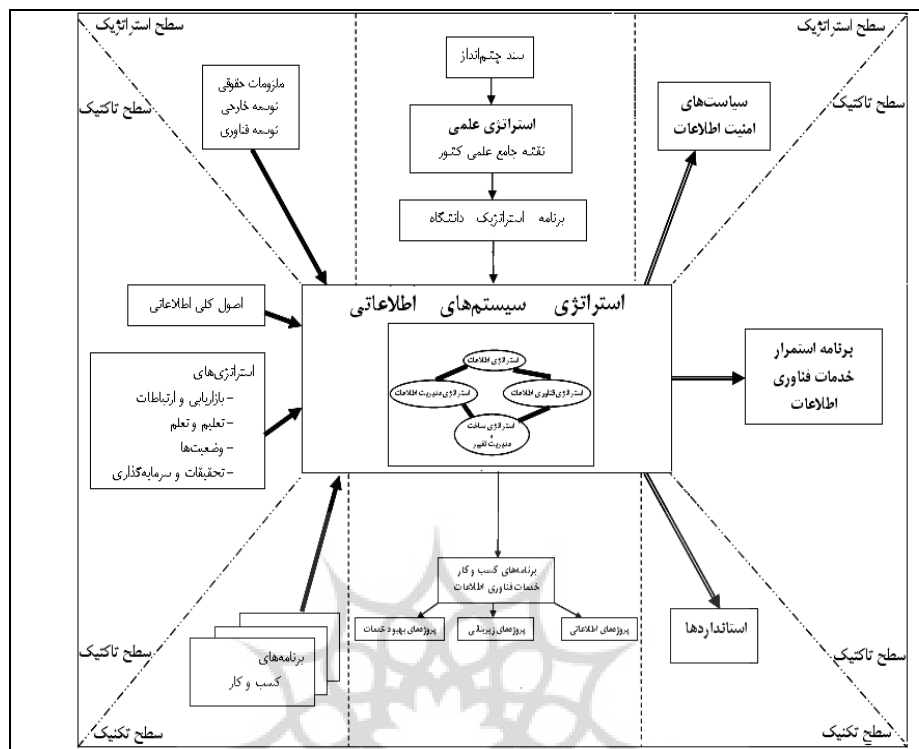 سطح استراتژیک
سطح استراتژیک
سند چشم‌انداز
سطح تاکتیک
سطح تاکتیک
ملزومات حقوقی
توسعه خارجی
توسعه فناوری
استراتژی علمی
نقشه جامع علمی کشور
سیاست‌های
امنیت اطلاعات
برنامه استراتژیک دانشگاه
استراتژی سیستم‌های اطلاعاتی
اصول کلی اطلاعاتی
استراتژی اطلاعات
استراتژی فناوری اطلاعات
استراتژی مدیریت اطلاعات
استراتژی ساخت
و
مدیریت تغییر
برنامه استمرار
خدمات فناوری
اطلاعات
استراتژی‌های
- بازاریابی و ارتباطات
- تعلیم و تعلم
- وضعیت‌ها
- تحقیقات و سرمایه‌گذاری
برنامه‌های کسب و کار
خدمات فناوری اطلاعات
پروژه‌های اطلاعاتی
پروژه‌های زیربنائی
پروژه‌های بهبود خدمات
استانداردها
برنامه‌های
کسب و کار
سطح تاکتیک
سطح تاکتیک
سطح تکنیک
سطح تکنیک